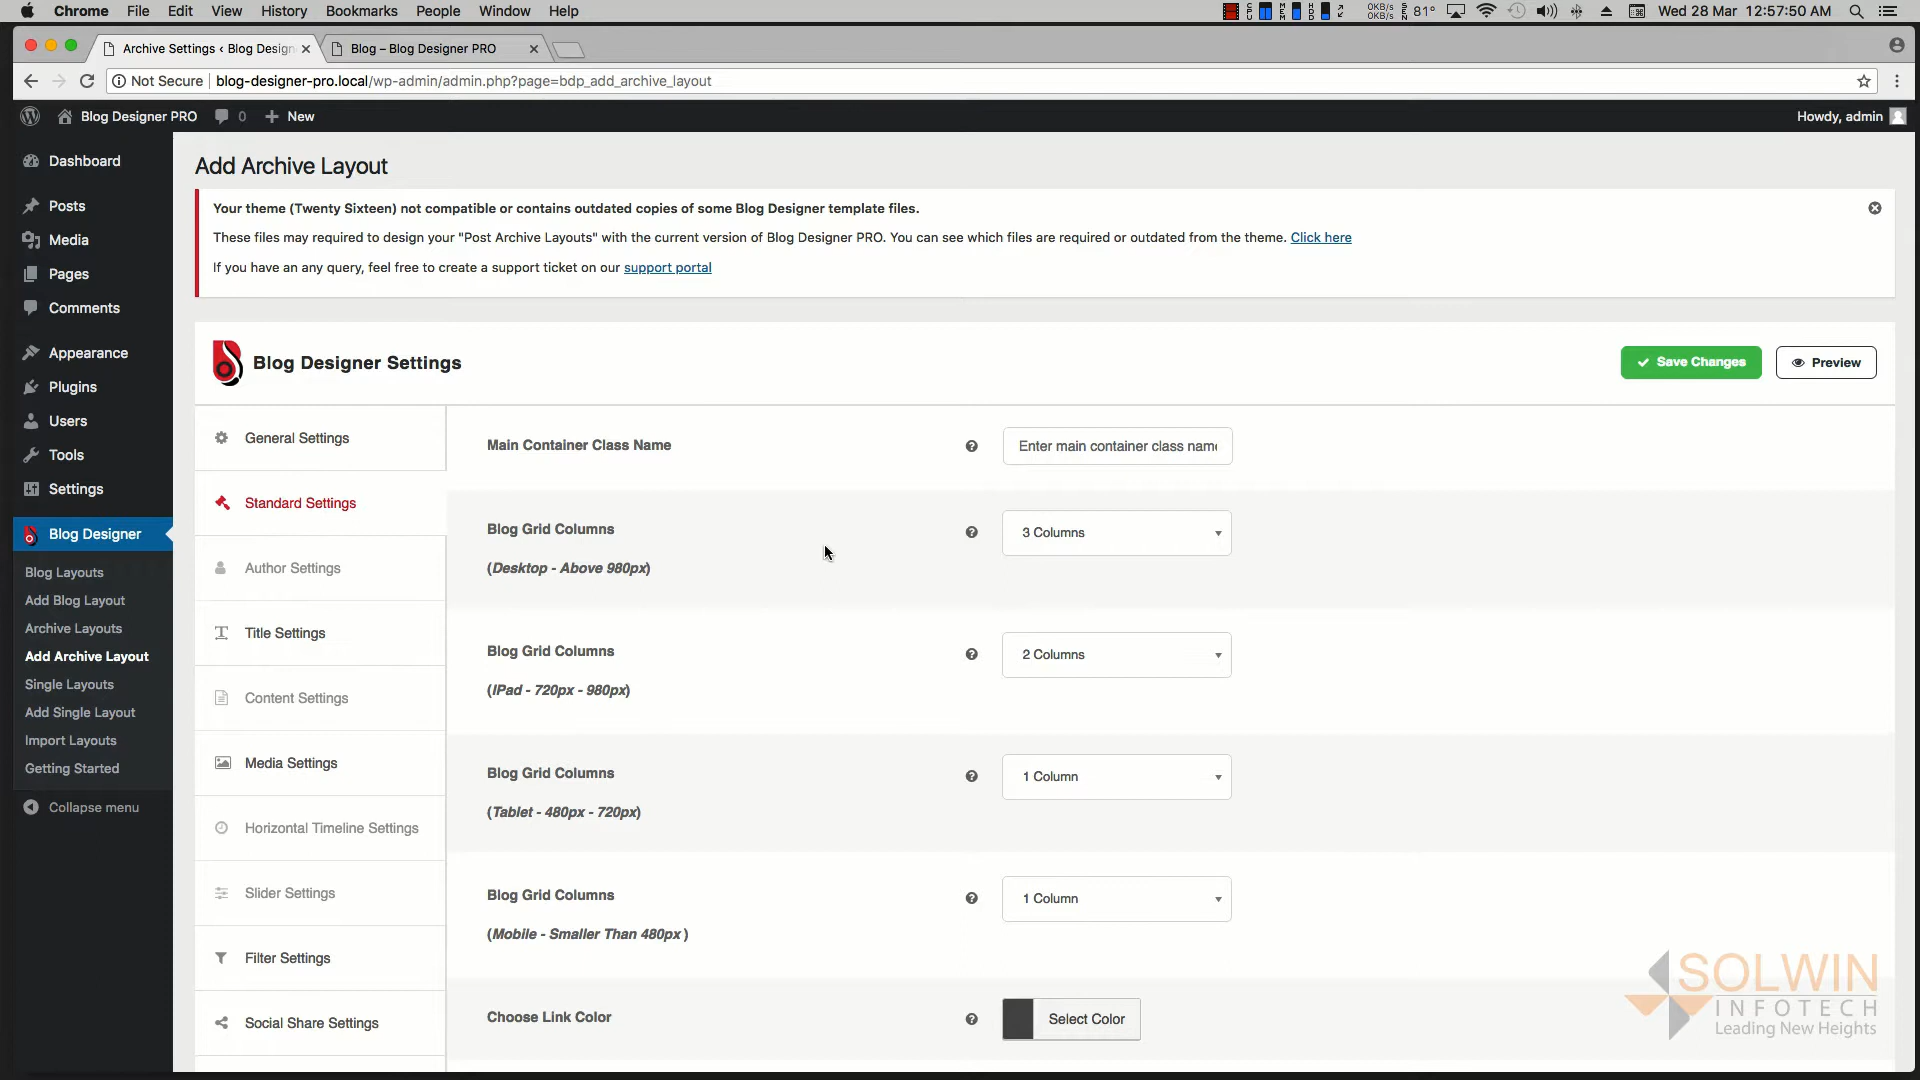 Chrome File Edit View History Bookmarks People Window Help
0KB/s
0KB/s
81°
Wed 28 Mar 12:57:50 AM
Archive Settings ‹ Blog Design
Blog – Blog Designer PRO
Not Secure blog-designer-pro.local/wp-admin/admin.php?page=bdp_add_archive_layout
Blog Designer PRO 0 New Howdy, admin
Dashboard
Posts
Media
Pages
Comments
Appearance
Plugins
Users
Tools
Settings
Blog Designer
Blog Layouts
Add Blog Layout
Archive Layouts
Add Archive Layout
Single Layouts
Add Single Layout
Import Layouts
Getting Started
Collapse menu
Add Archive Layout
Your theme (Twenty Sixteen) not compatible or contains outdated copies of some Blog Designer template files.
These files may required to design your "Post Archive Layouts" with the current version of Blog Designer PRO. You can see which files are required or outdated from the theme. Click here
If you have an any query, feel free to create a support ticket on our support portal
Blog Designer Settings
Save Changes Preview
General Settings
Standard Settings
Author Settings
Title Settings
Content Settings
Media Settings
Horizontal Timeline Settings
Slider Settings
Filter Settings
Social Share Settings
Main Container Class Name
Enter main container class name
Blog Grid Columns
(Desktop - Above 980px)
3 Columns
Blog Grid Columns
(IPad - 720px - 980px)
2 Columns
Blog Grid Columns
(Tablet - 480px - 720px)
1 Column
Blog Grid Columns
(Mobile - Smaller Than 480px )
1 Column
Choose Link Color
Select Color
SOLWIN
INFOTECH
Leading New Heights